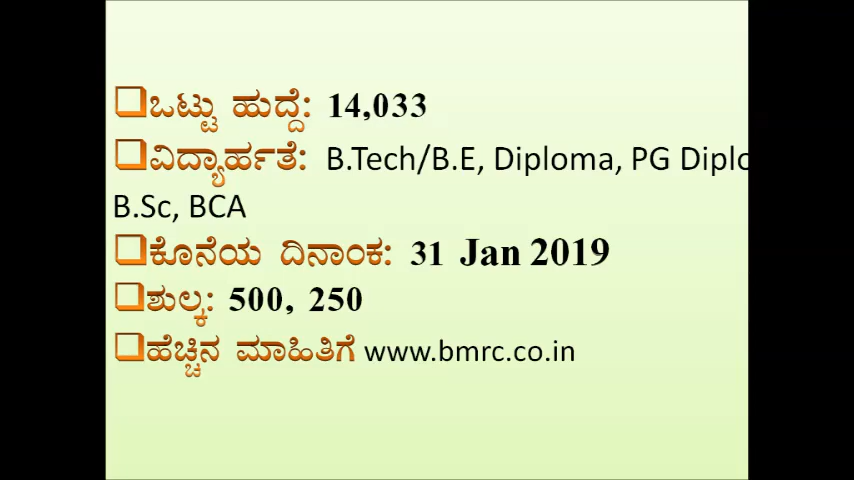 ಒಟ್ಟು ಹುದ್ದೆ: 14,033
ವಿದ್ಯಾರ್ಹತೆ: B.Tech/B.E, Diploma, PG Diplo
B.Sc, BCA
ಕೊನೆಯ ದಿನಾಂಕ: 31 Jan 2019
ಶುಲ್ಕ: 500, 250
ಹೆಚ್ಚಿನ ಮಾಹಿತಿಗೆ www.bmrc.co.in